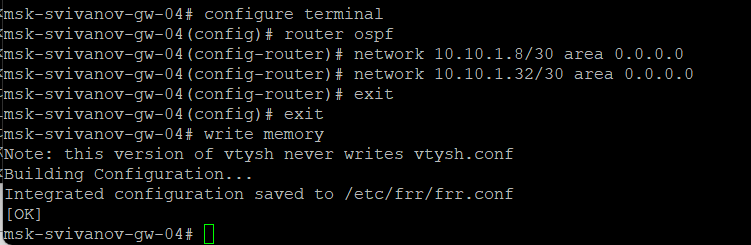 msk-svivanov-gw-04# configure terminal
msk-svivanov-gw-04(config)# router ospf
msk-svivanov-gw-04(config-router)# network 10.10.1.8/30 area 0.0.0.0
msk-svivanov-gw-04(config-router)# network 10.10.1.32/30 area 0.0.0.0
msk-svivanov-gw-04(config-router)# exit
msk-svivanov-gw-04(config)# exit
msk-svivanov-gw-04# write memory
Note: this version of vtysh never writes vtysh.conf
Building Configuration...
Integrated configuration saved to /etc/frr/frr.conf
[OK]
msk-svivanov-gw-04#